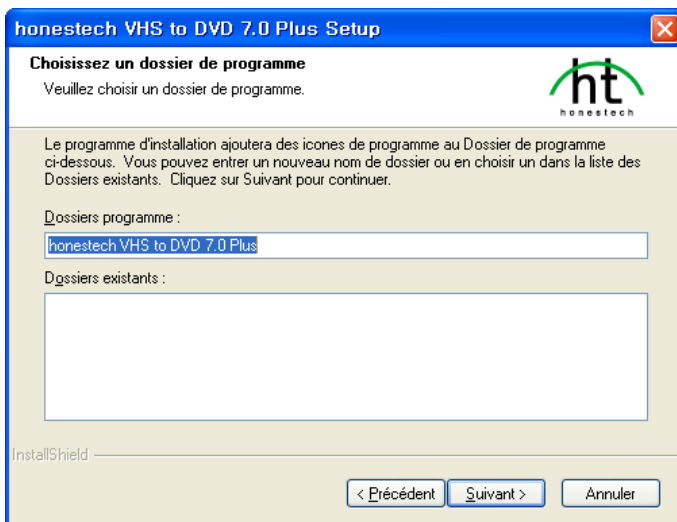 honestech VHS to DVD 7.0 Plus Setup
Choisissez un dossier de programme
Veuillez choisir un dossier de programme.
ht
honestech
Le programme d'installation ajoutera des icones de programme au Dossier de programme
ci-dessous. Vous pouvez entrer un nouveau nom de dossier ou en choisir un dans la liste des
Dossiers existants. Cliquez sur Suivant pour continuer.
Dossiers programme :
honestech VHS to DVD 7.0 Plus
Dossiers existants :
InstallShield
< Précédent
Suivant >
Annuler